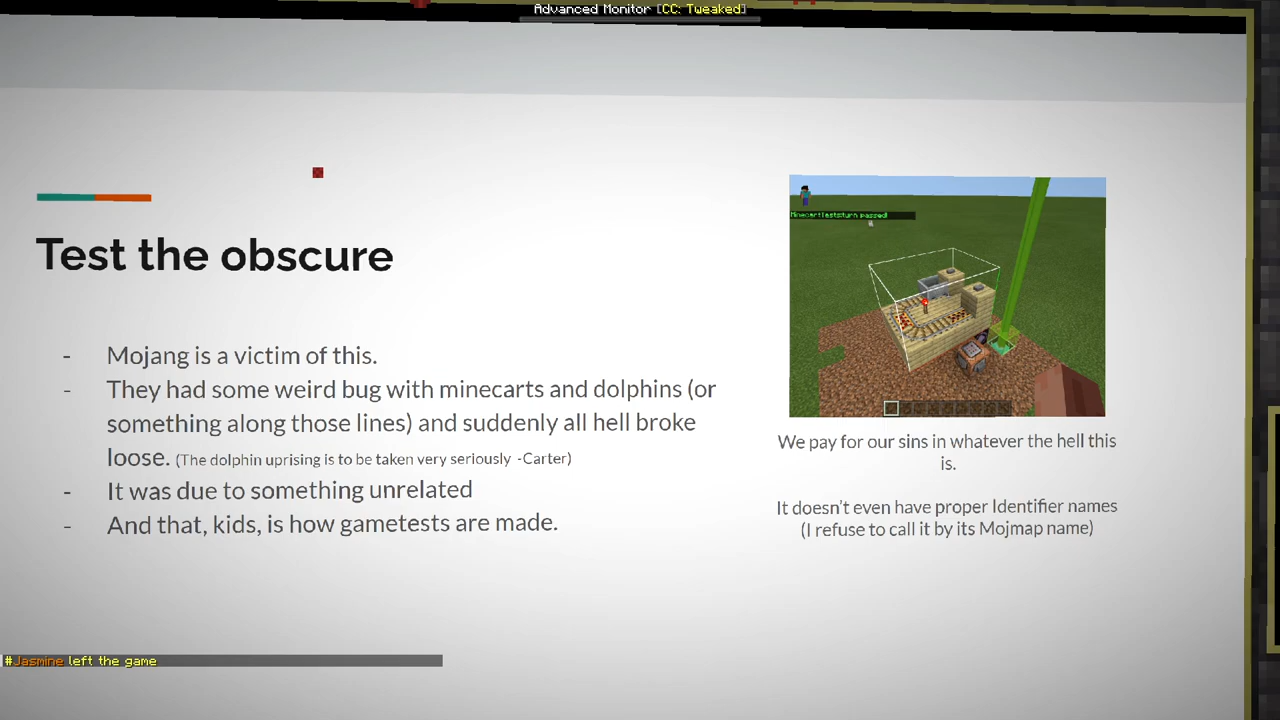 Advanced Monitor [CC: Tweaked]
Test the obscure
- Mojang is a victim of this.
- They had some weird bug with minecarts and dolphins (or
something along those lines) and suddenly all hell broke
loose. (The dolphin uprising is to be taken very seriously -Carter)
- It was due to something unrelated
- And that, kids, is how gametests are made.
passed!
We pay for our sins in whatever the hell this
is.
It doesn't even have proper Identifier names
(I refuse to call it by its Mojmap name)
#Jasmine left the game